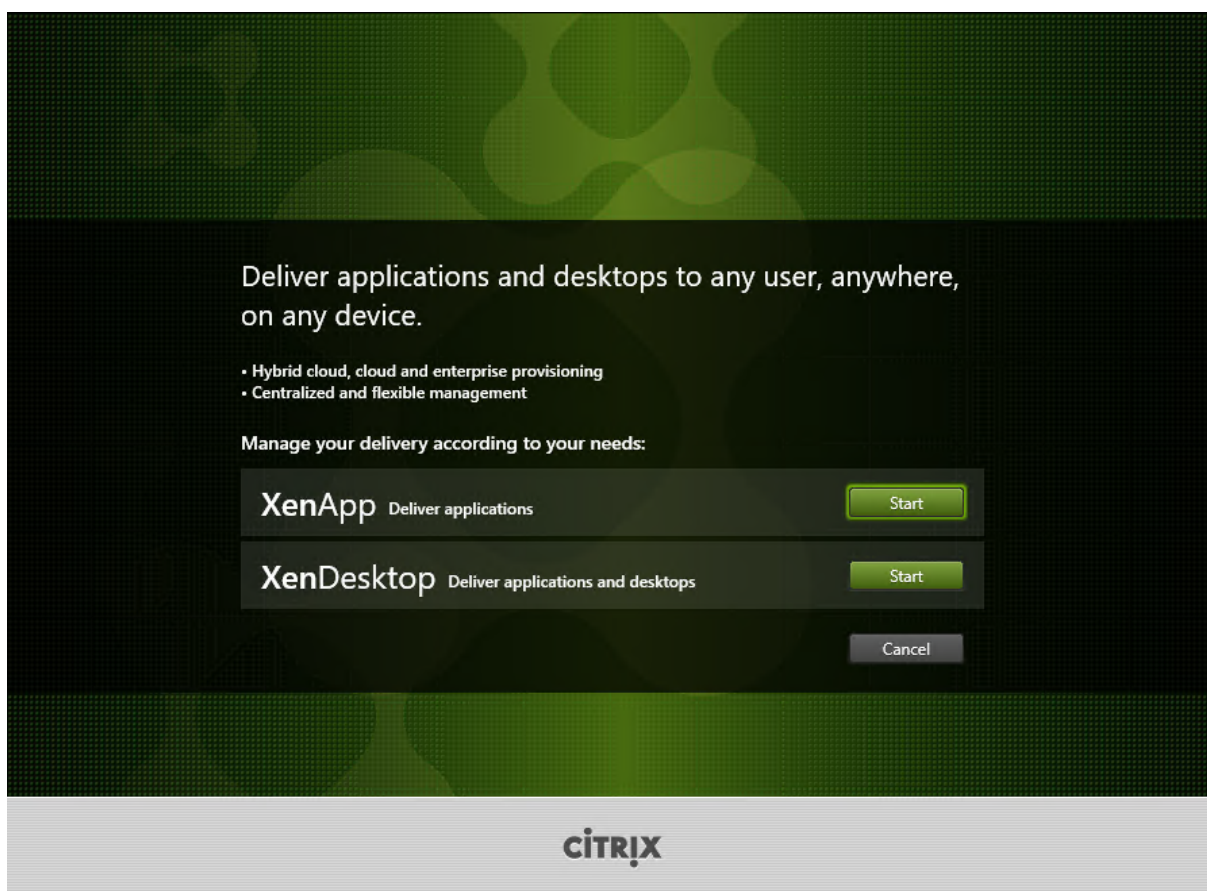 Deliver applications and desktops to any user, anywhere,
on any device.
• Hybrid cloud, cloud and enterprise provisioning
• Centralized and flexible management
Manage your delivery according to your needs:
XenApp Deliver applications Start
XenDesktop Deliver applications and desktops Start
Cancel
CİTRIX